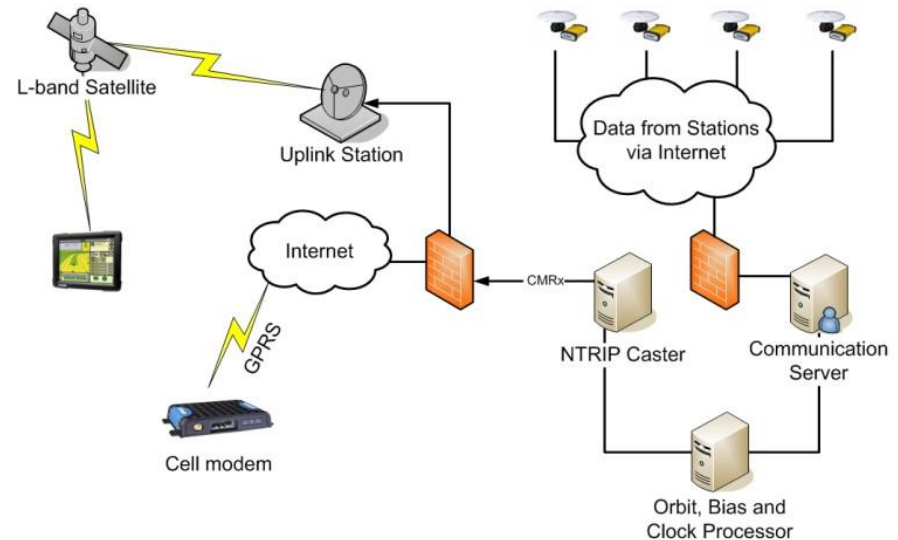 L-band Satellite
Uplink Station
Data from Stations
via Internet
Internet
CMRx
GPRS
NTRIP Caster
Communication
Server
Cell modem
Orbit, Bias and
Clock Processor